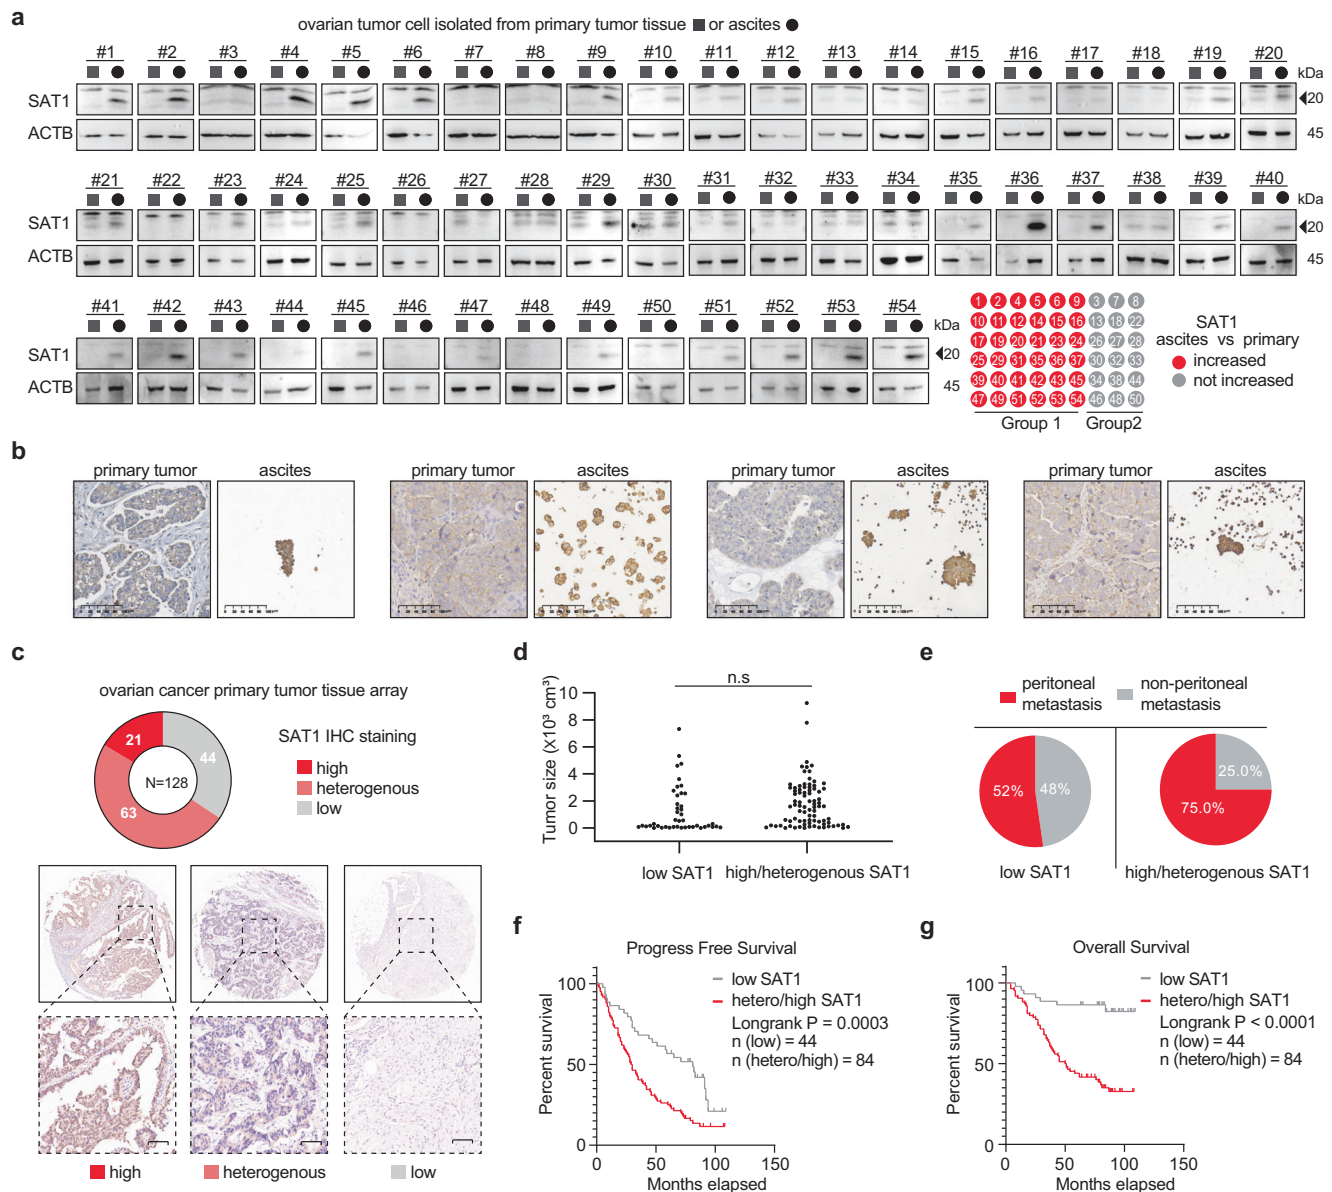 a
ovarian tumor cell isolated from primary tumor tissue ■ or ascites ●
#1 #2 #3 #4 #5 #6 #7 #8 #9 #10 #11 #12 #13 #14 #15 #16 #17 #18 #19 #20
kDa
SAT1 20
ACTB 45
#21 #22 #23 #24 #25 #26 #27 #28 #29 #30 #31 #32 #33 #34 #35 #36 #37 #38 #39 #40
kDa
SAT1 20
ACTB 45
#41 #42 #43 #44 #45 #46 #47 #48 #49 #50 #51 #52 #53 #54
kDa
SAT1 20
ACTB 45
1 2 4 5 6 9 3 7 8
10 11 12 14 15 16 13 18 22
17 19 20 21 23 24 26 27 28
25 29 31 35 36 37 30 32 33
39 40 41 42 43 45 34 38 44
47 49 51 52 53 54 46 48 50
Group 1 Group2
SAT1
ascites vs primary
increased
not increased
b
primary tumor ascites primary tumor ascites primary tumor ascites primary tumor ascites
c
ovarian cancer primary tumor tissue array
21
44
63
N=128
SAT1 IHC staining
high
heterogenous
low
high heterogenous low
d
n.s
Tumor size (x10³ cm³)
10
8
6
4
2
0
low SAT1 high/heterogenous SAT1
e
peritoneal
metastasis
non-peritoneal
metastasis
52% 48%
25.0%
75.0%
low SAT1 high/heterogenous SAT1
f
Progress Free Survival
low SAT1
hetero/high SAT1
Longrank P = 0.0003
n (low) = 44
n (hetero/high) = 84
Percent survival
100
50
0
0 50 100 150
Months elapsed
g
Overall Survival
low SAT1
hetero/high SAT1
Longrank P < 0.0001
n (low) = 44
n (hetero/high) = 84
Percent survival
100
50
0
0 50 100 150
Months elapsed